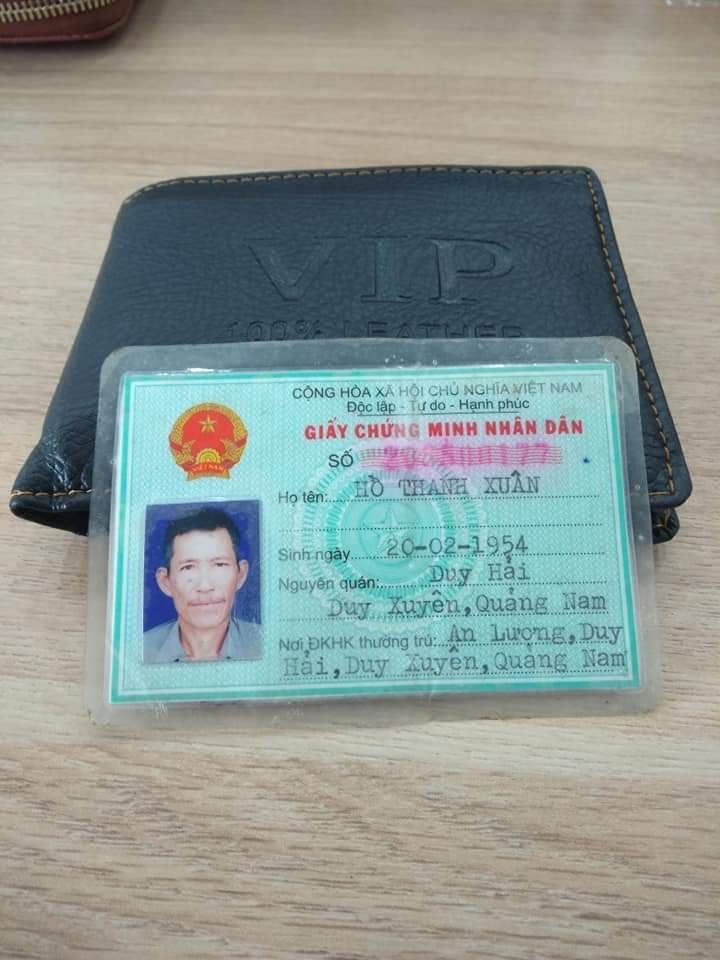 VIP
100% LEATHER
CỘNG HÒA XÃ HỘI CHỦ NGHĨA VIỆT NAM
Độc lập - Tự do - Hạnh phúc
GIẤY CHỨNG MINH NHÂN DÂN
SỐ
VIỆT NAM
Họ tên: HỒ THANH XUÂN
Sinh ngày 20-02-1954
Nguyên quán: Duy Hải
Duy Xuyên, Quảng Nam
Nơi ĐKHK thường trú: An Lương, Duy
Hải, Duy Xuyên, Quảng Nam